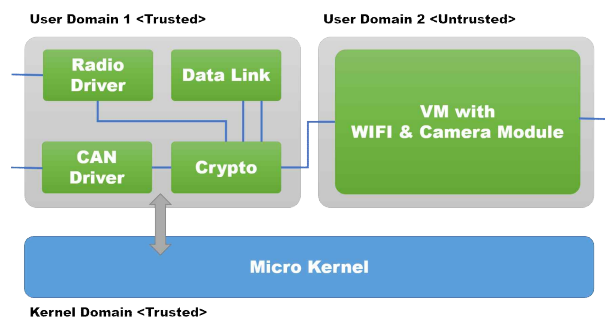 User Domain 1 <Trusted>
User Domain 2 <Untrusted>
Radio
Driver
Data Link
CAN
Driver
Crypto
VM with
WIFI & Camera Module
Micro Kernel
Kernel Domain <Trusted>